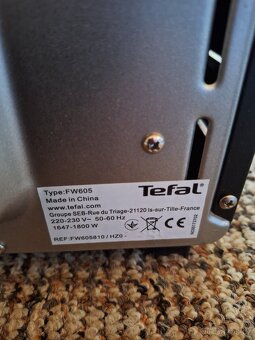 Type:FW605
Made in China
www.tefal.com
Tefal
Groupe SEB-Rue du Triage-21120 is-sur-Tille-France
220-230 V~ 50-60 Hz
1647-1800 W
REF:FW605810 / HZ0 -